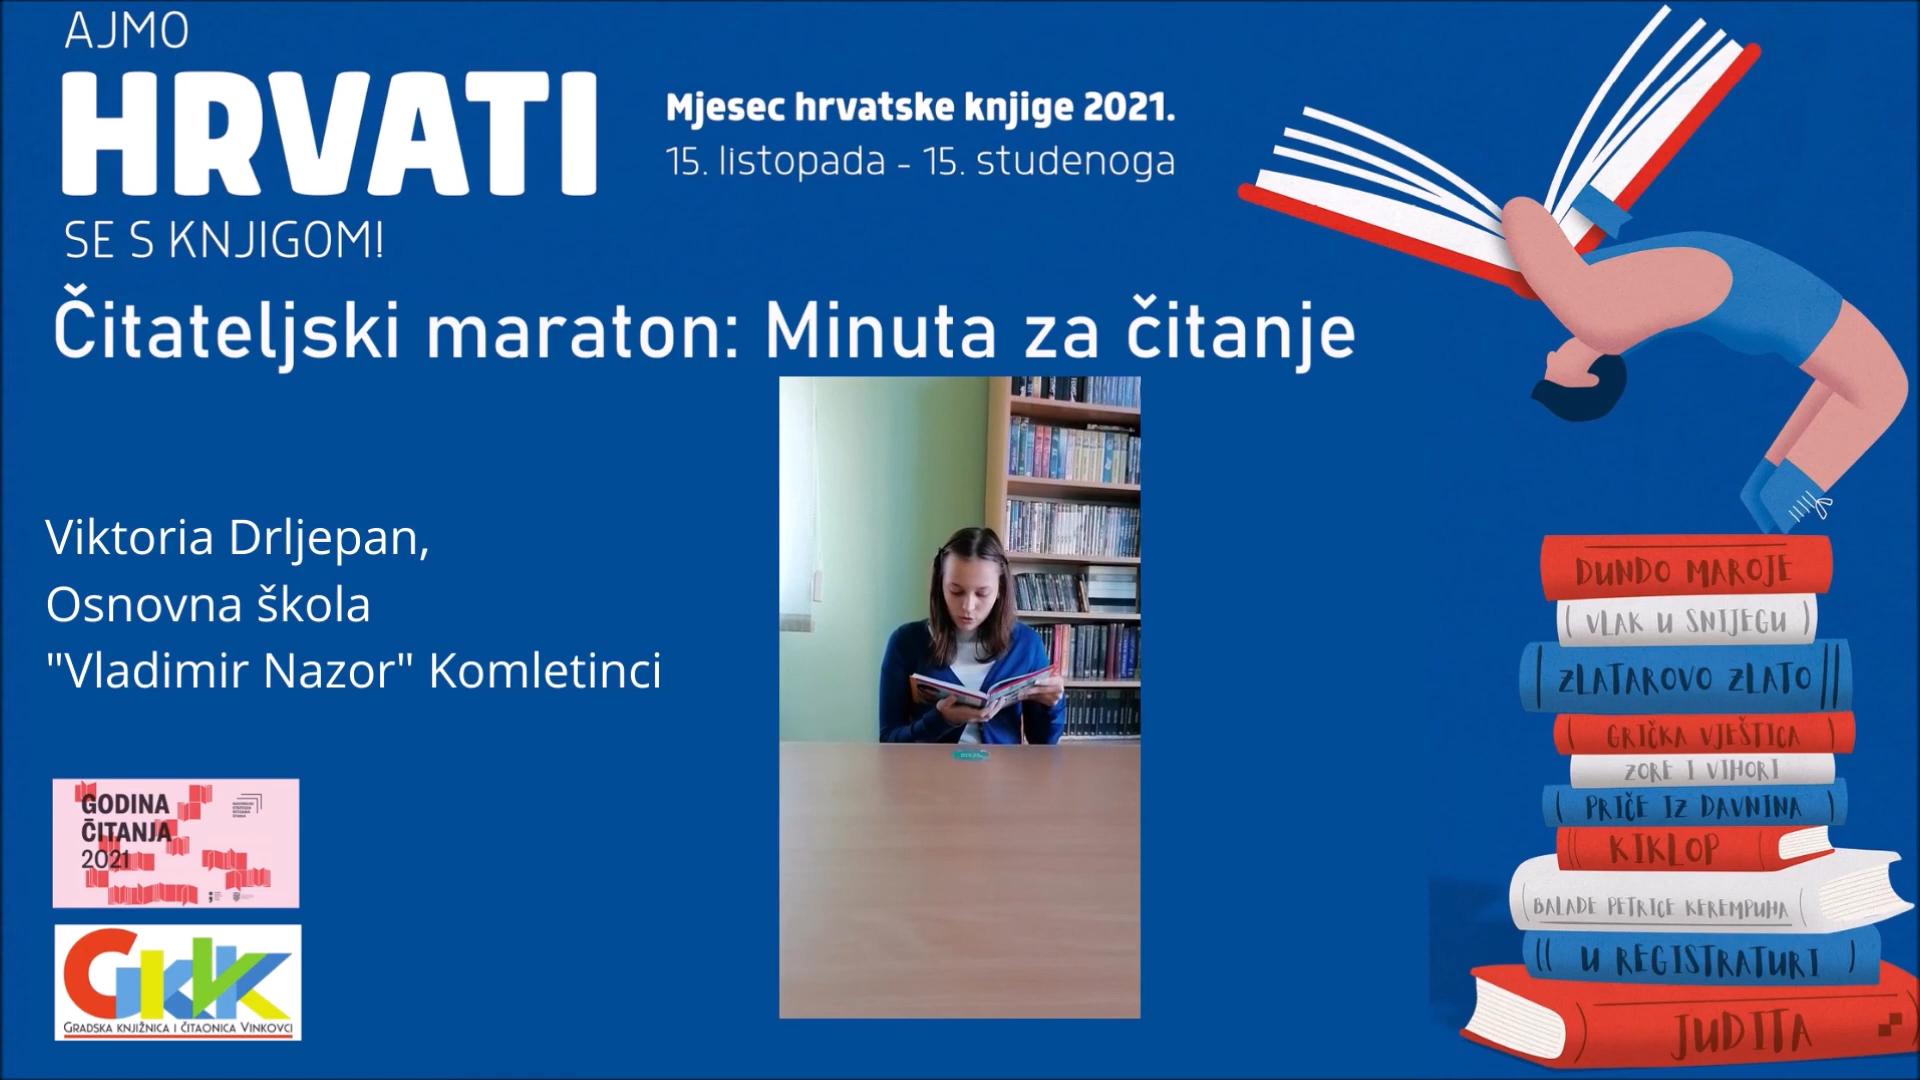 AJMO
HRVATI
SE S KNJIGOM!
Mjesec hrvatske knjige 2021.
15. listopada - 15. studenoga
Čitateljski maraton: Minuta za čitanje
Viktoria Drljepan,
Osnovna škola
"Vladimir Nazor" Komletinci
GODINA
ČITANJA
2021
GKČK
GRADSKA KNJIŽNICA I ČITAONICA VINKOVCI
DUNDO MAROJE
VLAK U SNIJEGU
ZLATAROVO ZLATO
GRIČKA VJEŠTICA
ZORE I VIHORI
PRIČE IZ DAVNINA
KIKLOP
BALADE PETRICE KEREMPUHA
U REGISTRATURI
JUDITA